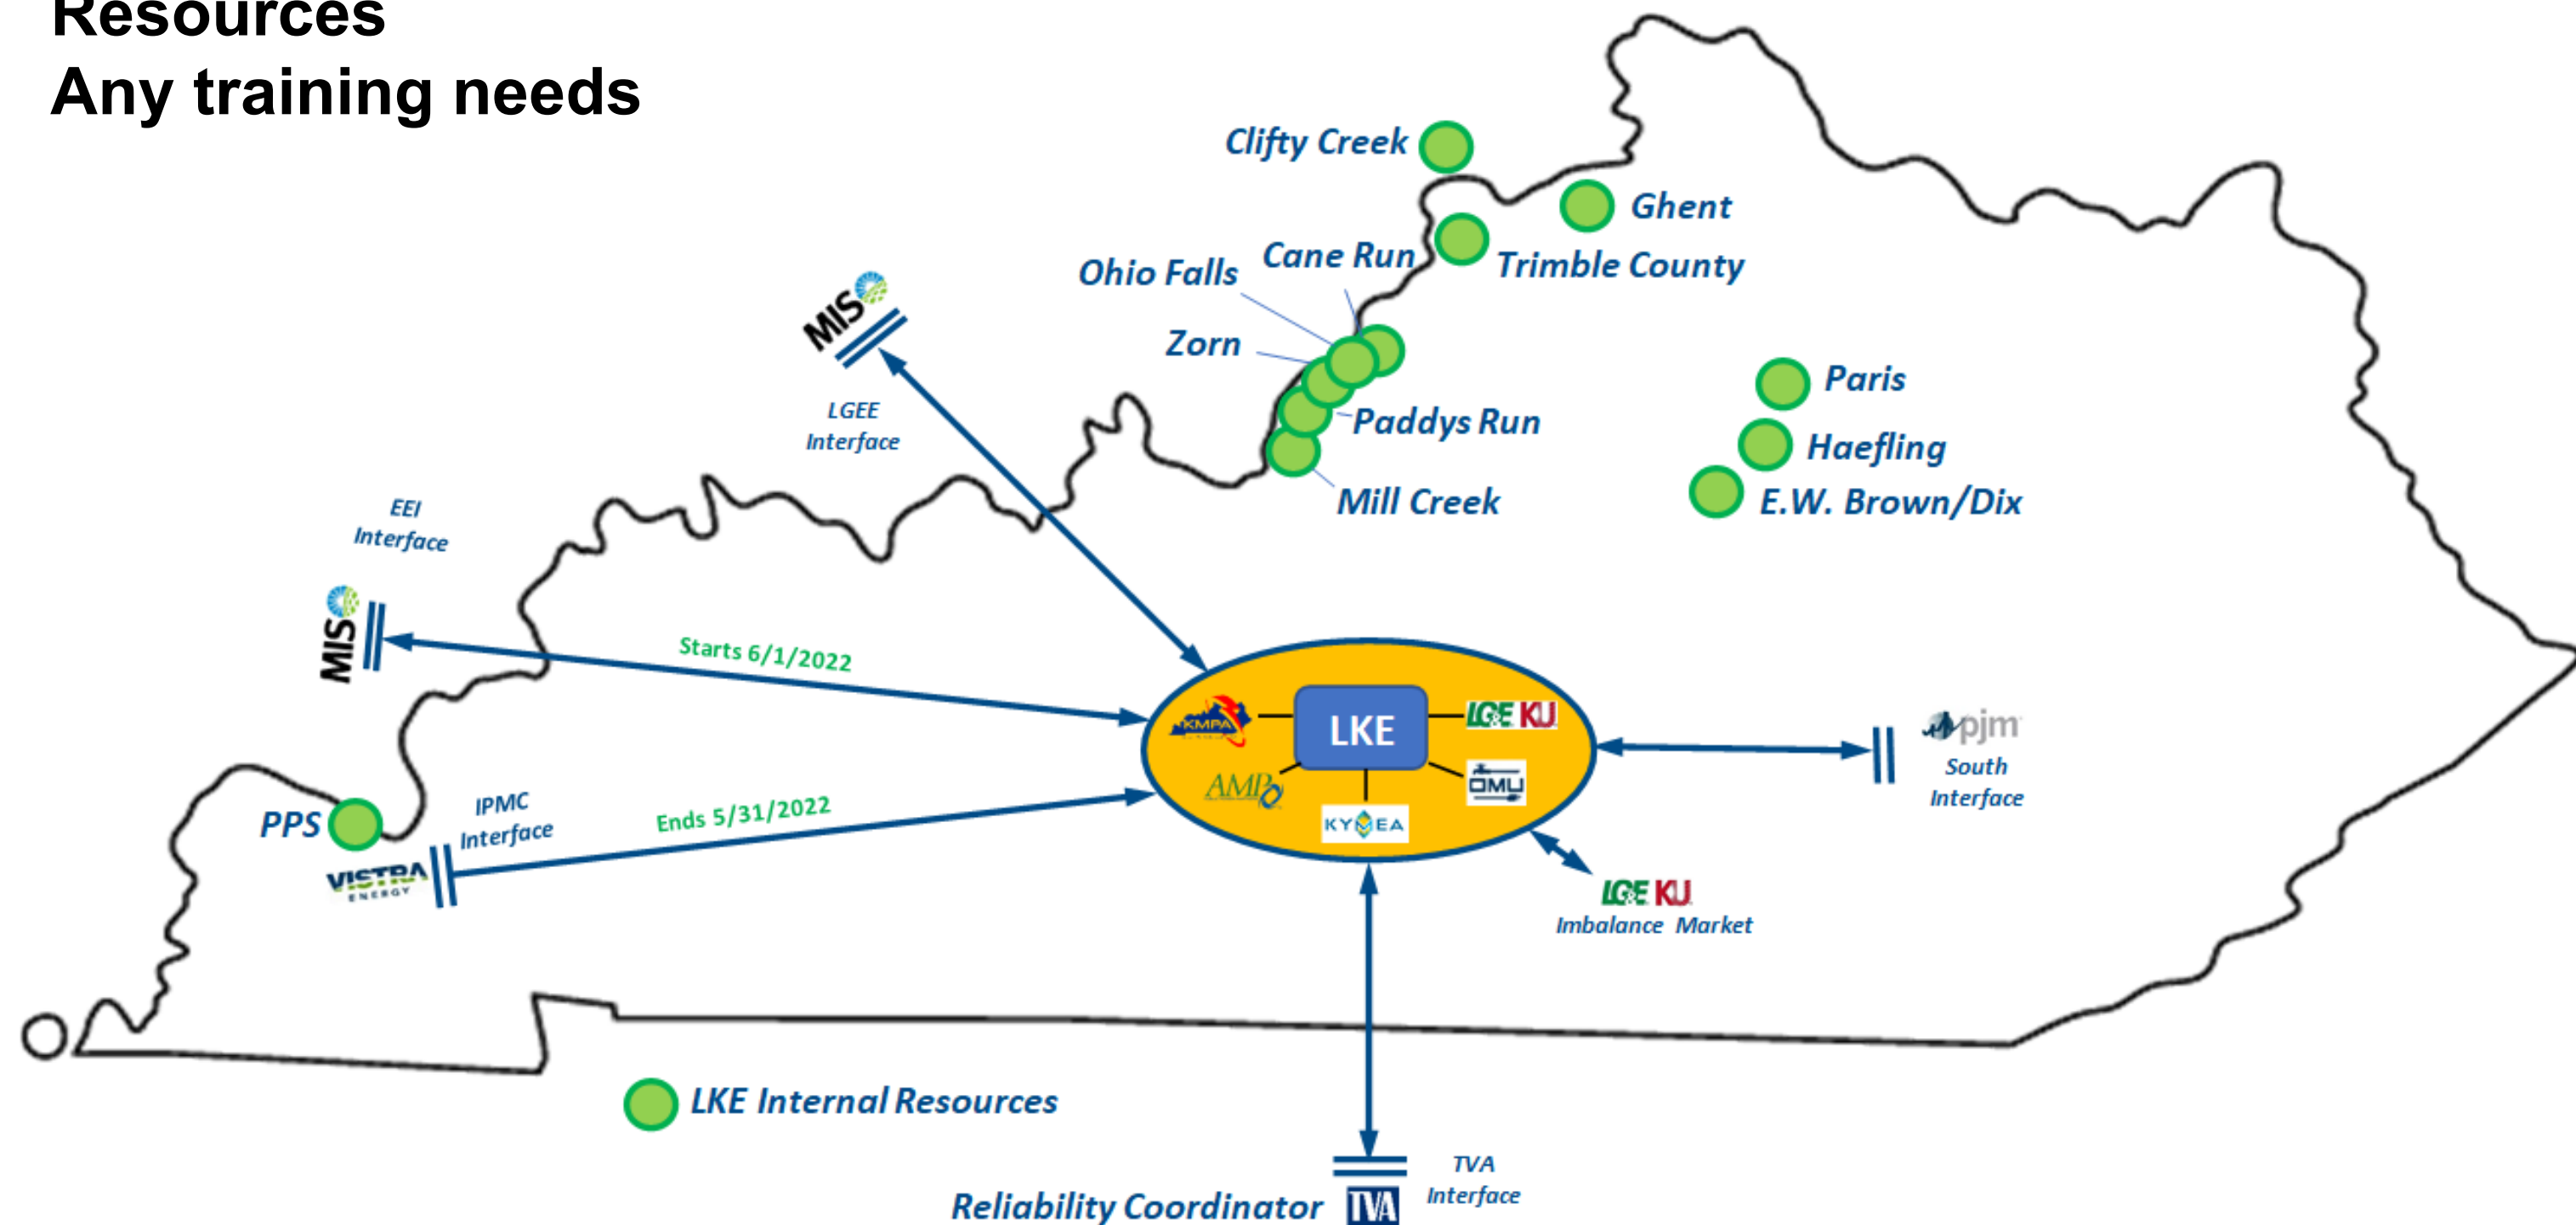 Resources
Any training needs
Clifty Creek
Ghent
Trimble County
Cane Run
Ohio Falls
Zorn
Paddys Run
Mill Creek
Paris
Haefling
E.W. Brown/Dix
MISO
LGEE
Interface
EEI
Interface
MISO
Starts 6/1/2022
PPS
IPMC
Interface
VISTRA
ENERGY
Ends 5/31/2022
KMPA
LKE
LG&E KU
AMP
OMU
KYMEA
pjm
South
Interface
LG&E KU
Imbalance Market
LKE Internal Resources
TVA
Interface
Reliability Coordinator
TVA